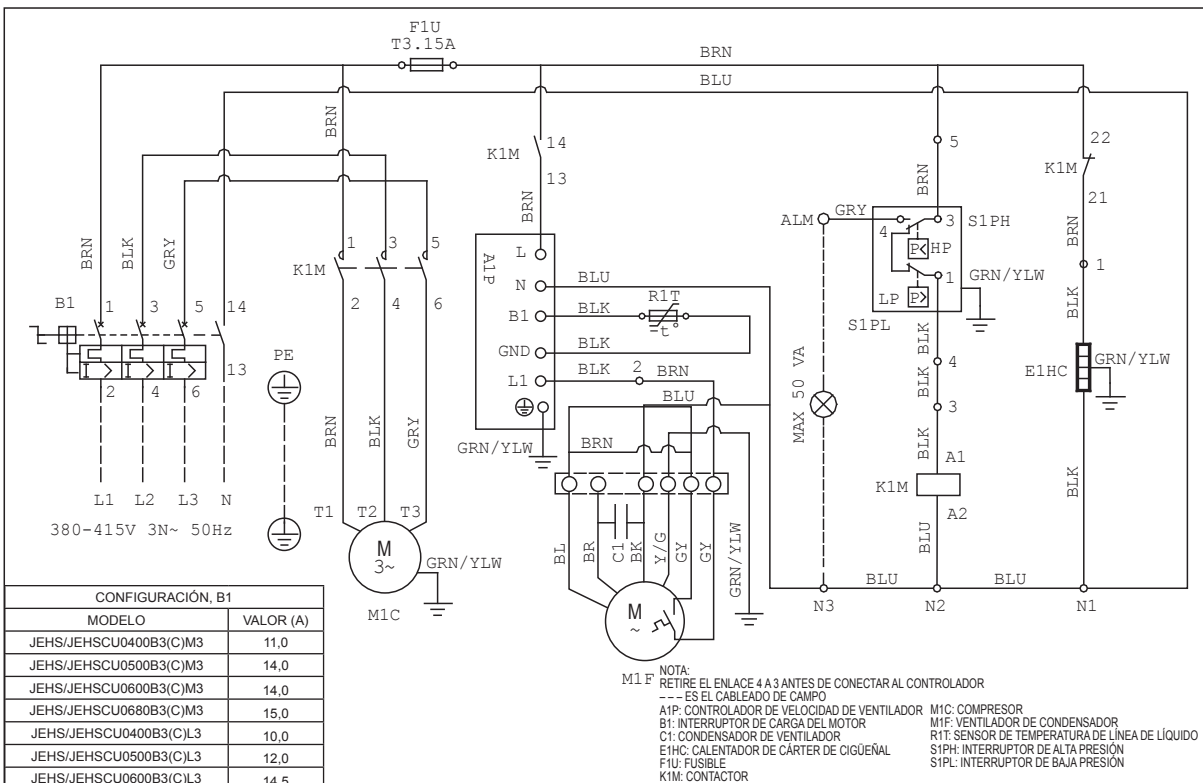 F1U
T3.15A
BRN
BLU
BRN
K1M
14
13
5
22
K1M
21
BRN
BRN
BRN
ALM
GRY
4
3
S1PH
P<
HP
1
GRN/YLW
LP
P>
S1PL
BRN
BLK
GRY
1
3
5
K1M
2
4
6
A1P
L
N
BLU
B1
BLK
R1T
t°
GND
BLK
L1
BLK
2
BRN
BLU
BRN
GRN/YLW
B1
1
3
5
14
I >
I >
I >
2
4
6
13
PE
L1
L2
L3
N
380-415V 3N~ 50Hz
BRN
BLK
GRY
T1
T2
T3
M
3~
GRN/YLW
M1C
BL
BR
C1
BK
Y/G
GY
GY
GRN/YLW
M
~
M1F
MAX 50 VA
BLK
4
BLK
3
BLK
A1
K1M
A2
BLU
1
BLK
E1HC
GRN/YLW
BLK
BLU
BLU
N3
N2
N1
CONFIGURACIÓN, B1
MODELO VALOR (A)
JEHS/JEHSCU0400B3(C)M3 11,0
JEHS/JEHSCU0500B3(C)M3 14,0
JEHS/JEHSCU0600B3(C)M3 14,0
JEHS/JEHSCU0680B3(C)M3 15,0
JEHS/JEHSCU0400B3(C)L3 10,0
JEHS/JEHSCU0500B3(C)L3 12,0
JEHS/JEHSCU0600B3(C)L3 14,5
NOTA:
RETIRE EL ENLACE 4 A 3 ANTES DE CONECTAR AL CONTROLADOR
--- ES EL CABLEADO DE CAMPO
A1P: CONTROLADOR DE VELOCIDAD DE VENTILADOR
B1: INTERRUPTOR DE CARGA DEL MOTOR
C1: CONDENSADOR DE VENTILADOR
E1HC: CALENTADOR DE CÁRTER DE CIGÜEÑAL
F1U: FUSIBLE
K1M: CONTACTOR
M1C: COMPRESOR
M1F: VENTILADOR DE CONDENSADOR
R1T: SENSOR DE TEMPERATURA DE LÍNEA DE LÍQUIDO
S1PH: INTERRUPTOR DE ALTA PRESIÓN
S1PL: INTERRUPTOR DE BAJA PRESIÓN